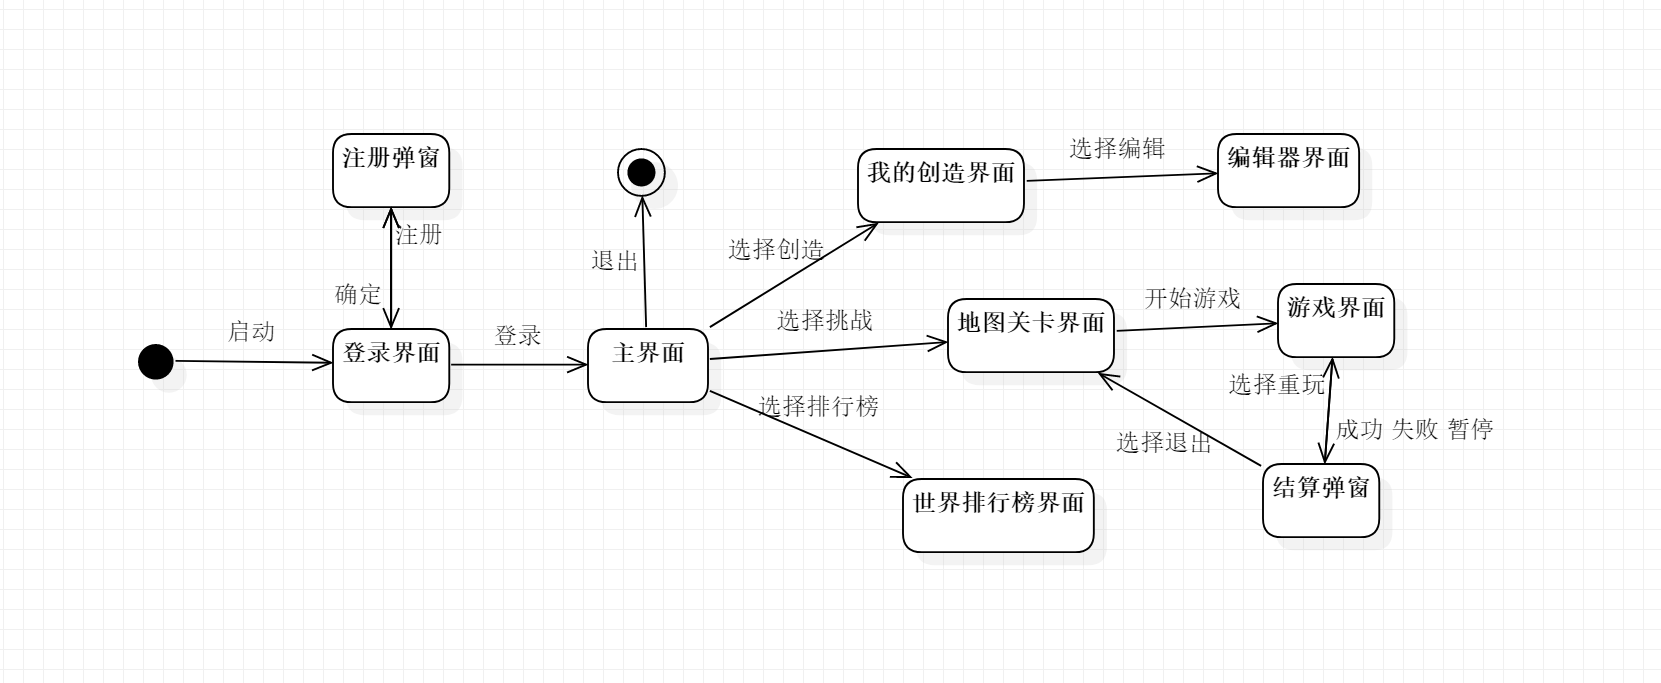 选择编辑
注册弹窗
我的创造界面
编辑器界面
注册
选择创造
退出
确定
开始游戏
游戏界面
启动
登录
选择挑战
地图关卡界面
登录界面
主界面
选择重玩
选择排行榜
成功 失败 暂停
选择退出
世界排行榜界面
结算弹窗